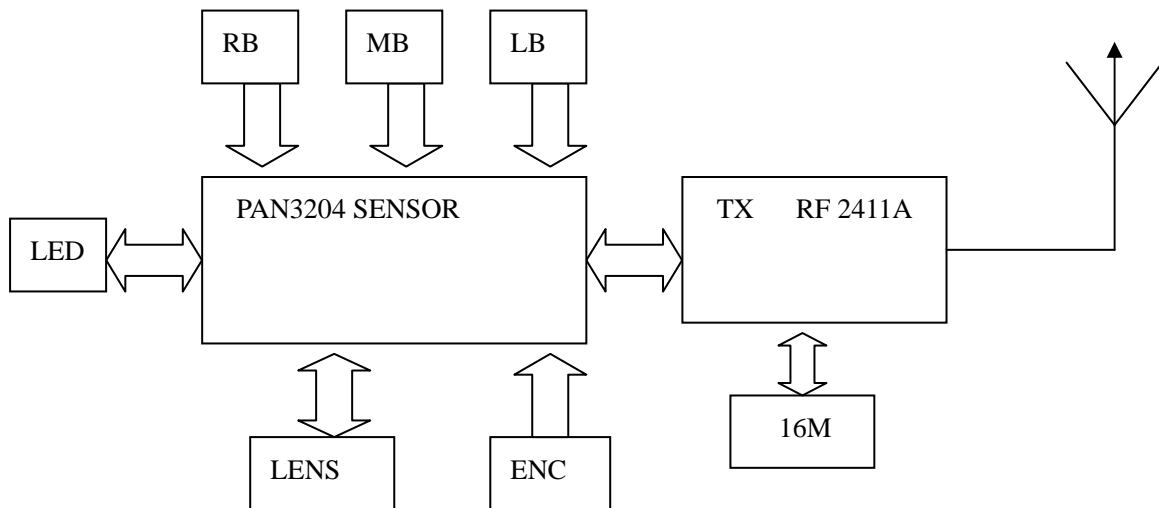 RB
MB
LB
PAN3204 SENSOR
TX RF 2411A
LED
16M
LENS
ENC